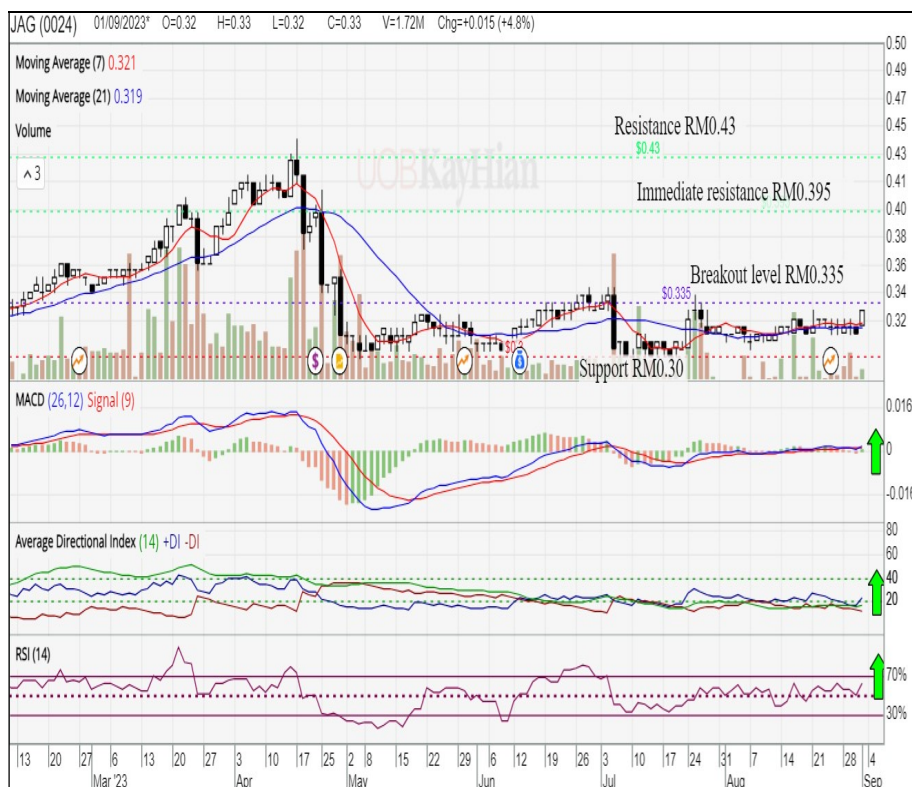 JAG (0024) 01/09/2023* O=0.32 H=0.33 L=0.32 C=0.33 V=1.72M Chg=+0.015 (+4.8%)
Moving Average (7) 0.321
Moving Average (21) 0.319
Volume
3
UOBKayHian
Resistance RM0.43
$0.43
Immediate resistance RM0.395
Breakout level RM0.335
$0.335
Support RM0.30
$
0.50
0.49
0.47
0.45
0.43
0.41
0.40
0.38
0.36
0.34
0.32
MACD (26,12) Signal (9)
0.016
0
-0.016
Average Directional Index (14) +DI -DI
80
60
40
20
RSI (14)
70%
30%
13 20 27 6 13 20 27 3 10 17 25 2 8 15 22 29 5 12 19 26 3 10 17 24 31 7 14 21 28 4
Mar '23 Apr May Jun Jul Aug Sep